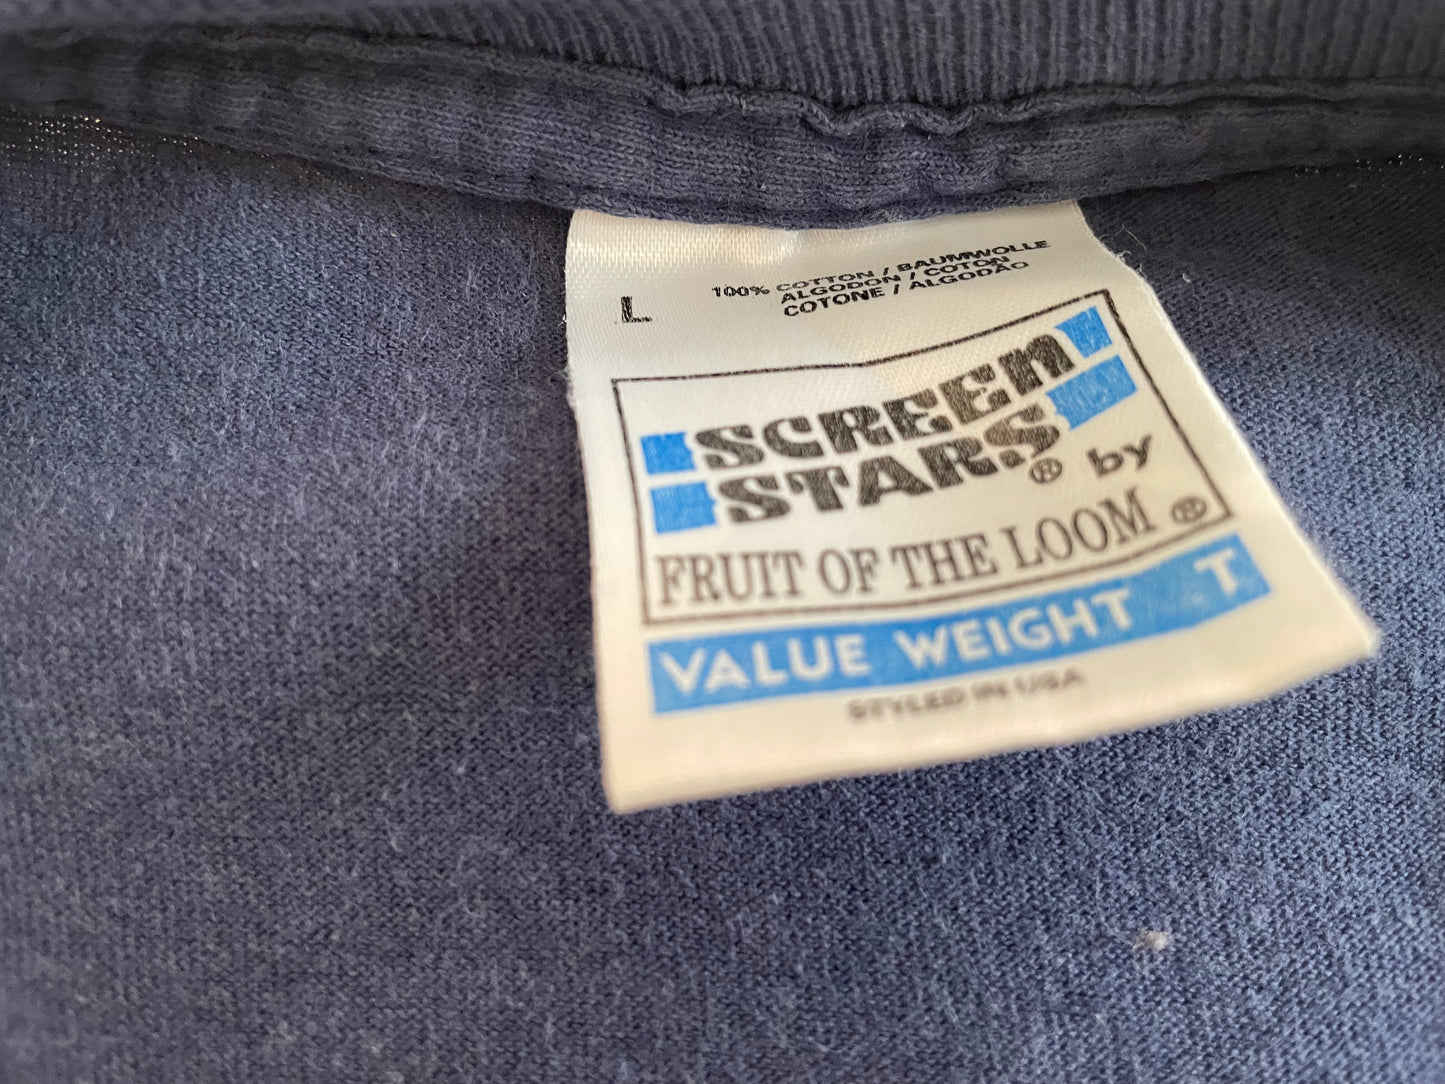 L
100% COTTON / BAUMWOLLE
ALGODON / COTON
COTONE / ALGODÃO
SCREEN
STARS® by
FRUIT OF THE LOOM®
VALUE WEIGHT T
STYLED IN USA